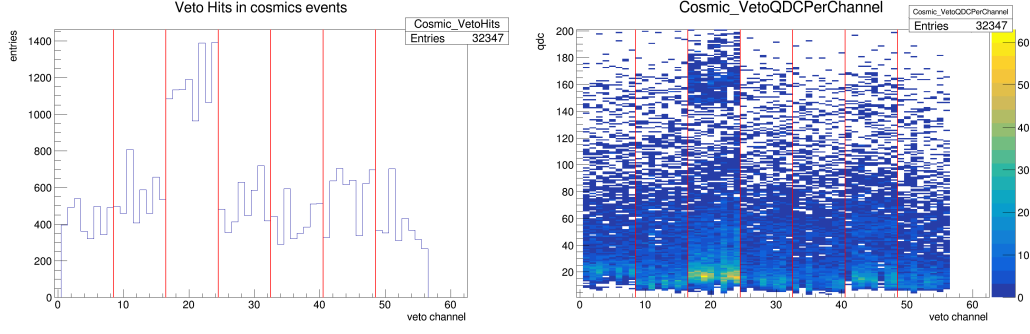 Veto Hits in cosmics events
Cosmic_VetoHits
Entries 32347
entries
1400
1200
1000
800
600
400
200
0
0 10 20 30 40 50 60
veto channel
Cosmic_VetoQDCPerChannel
Cosmic_VetoQDCPerChannel
Entries 32347
qdc
200
180
160
140
120
100
80
60
40
20
0 10 20 30 40 50 60
veto channel
60
50
40
30
20
10
0